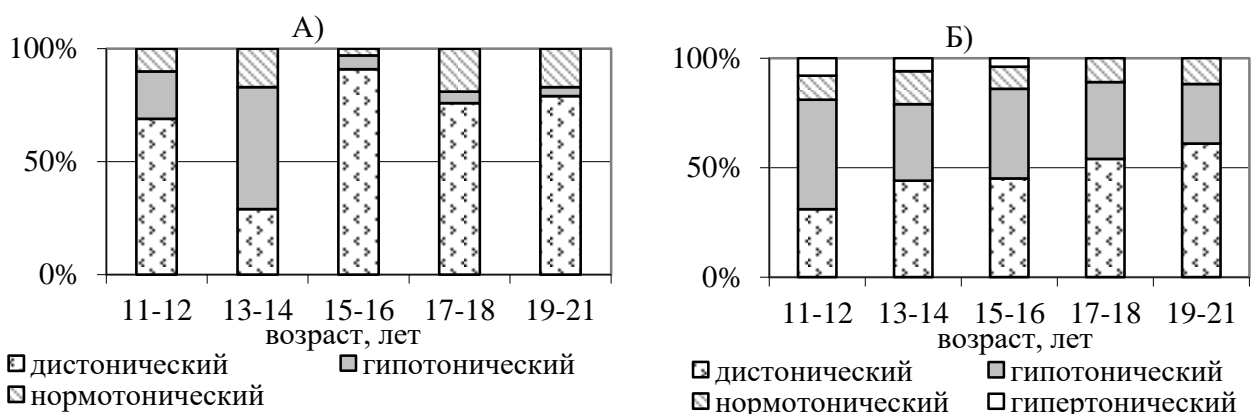 А)
100%
50%
0%
11-12 13-14 15-16 17-18 19-21
возраст, лет
дистонический гипотонический
нормотонический
Б)
100%
50%
0%
11-12 13-14 15-16 17-18 19-21
возраст, лет
дистонический гипотонический
нормотонический гипертонический